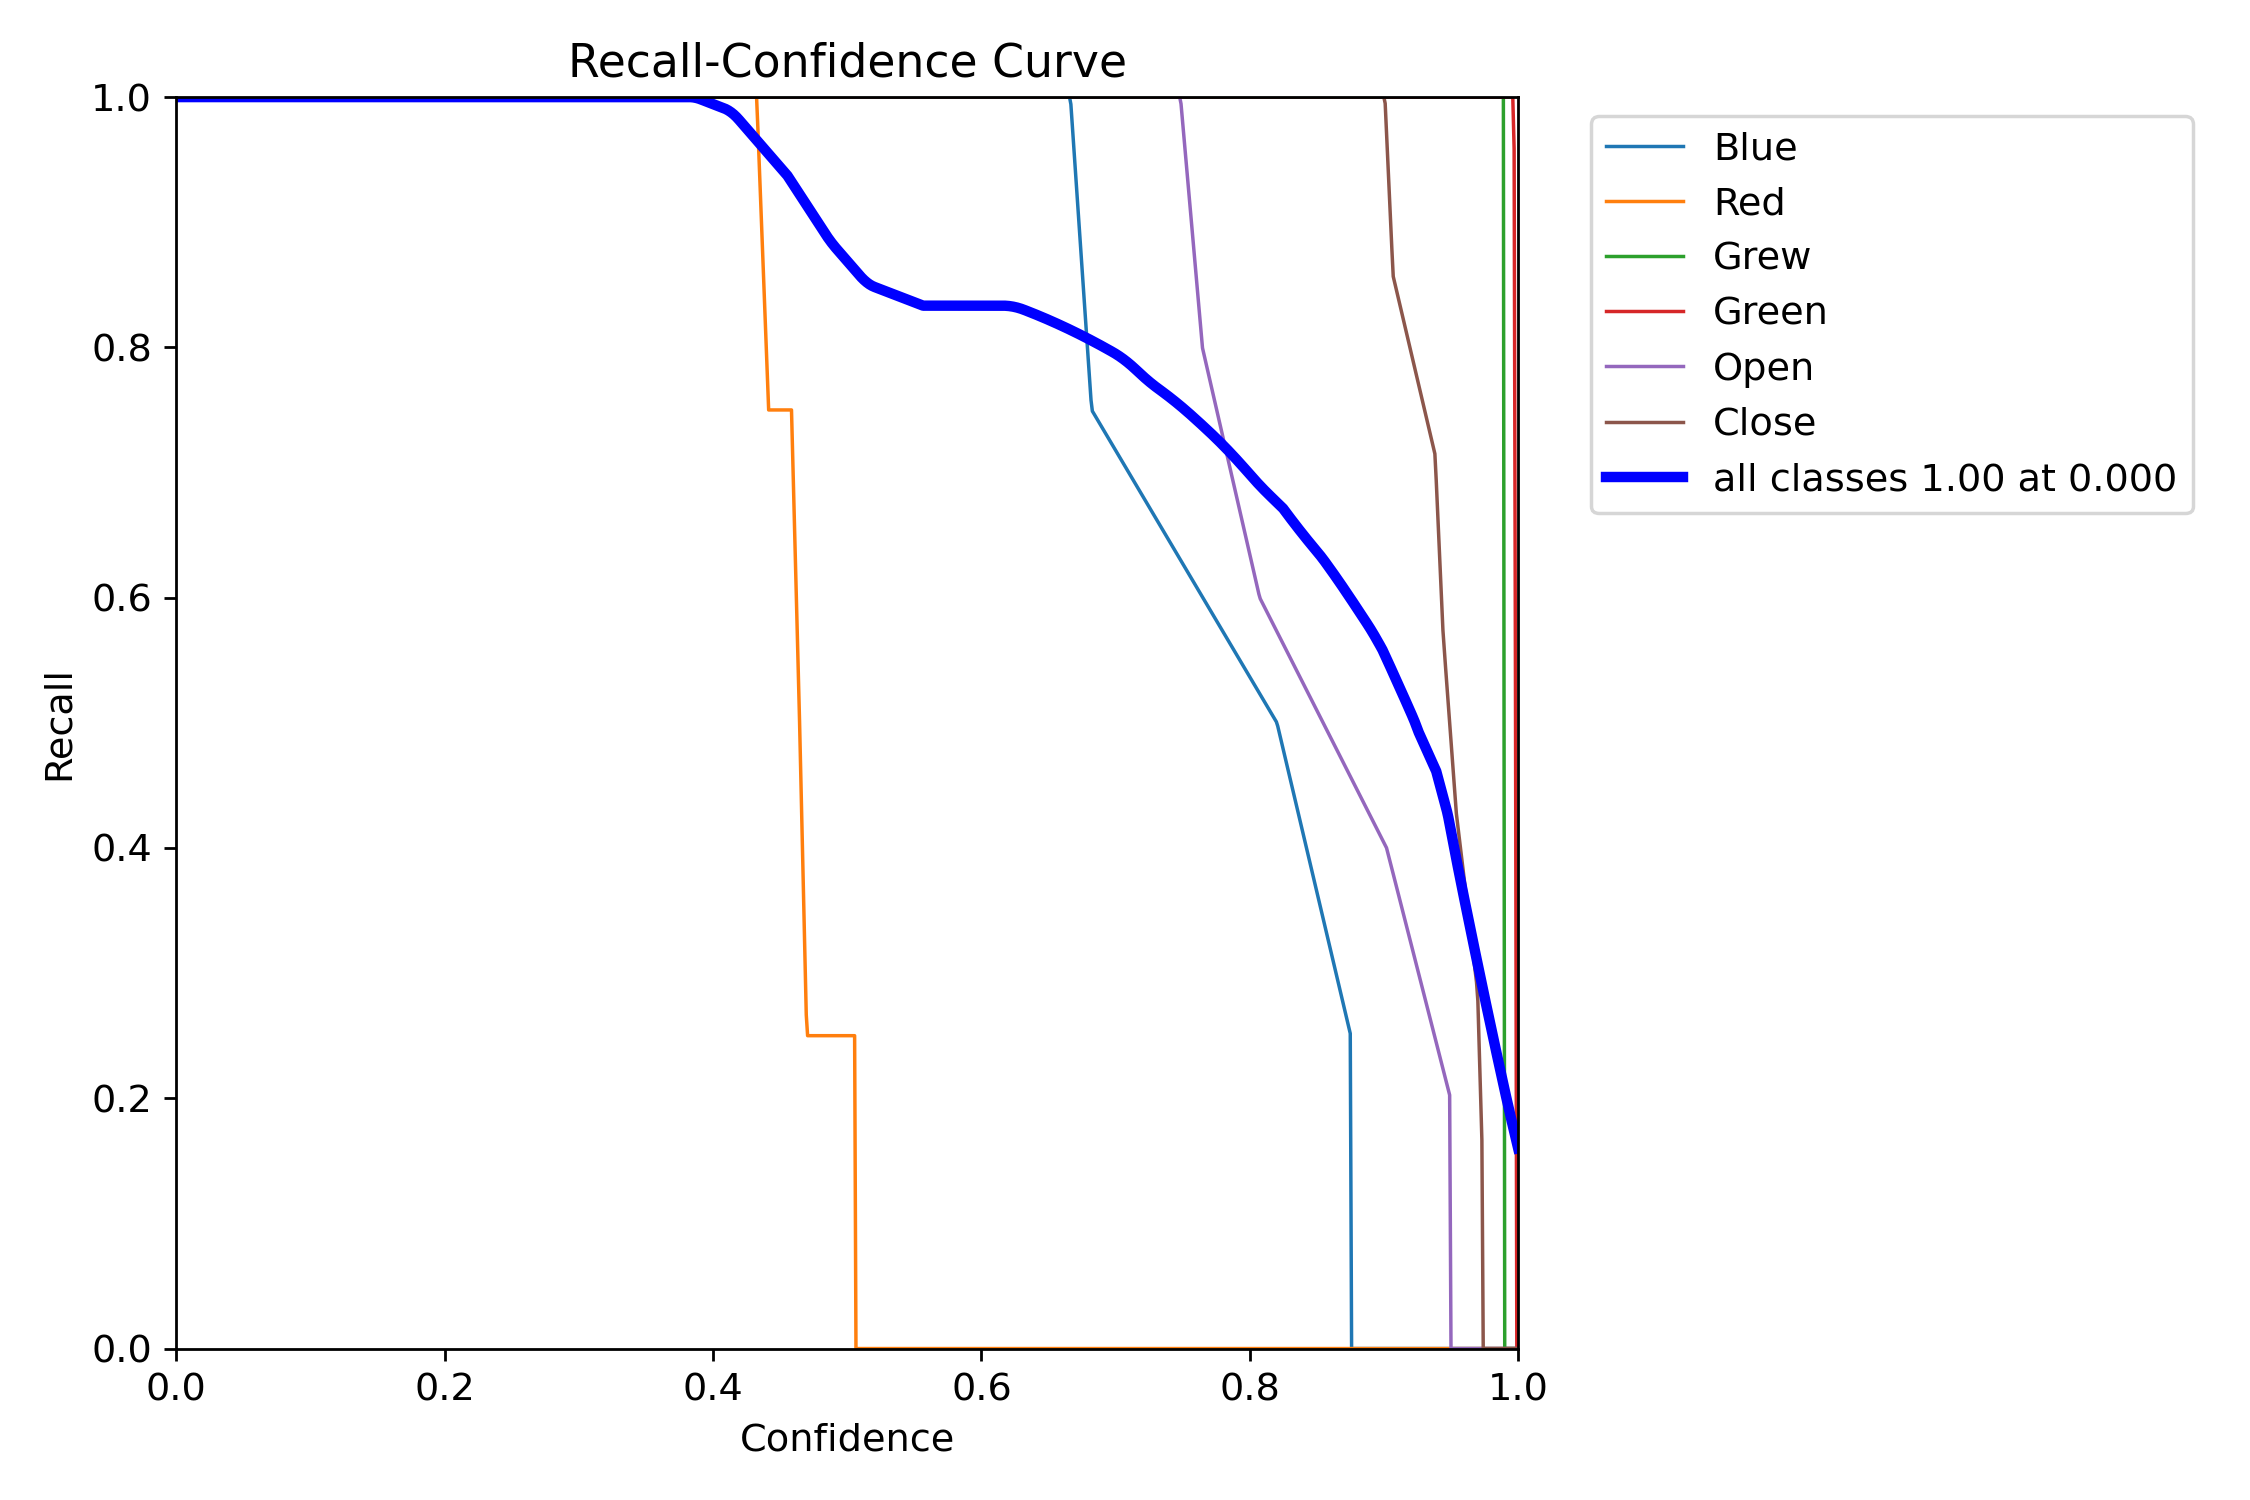 Recall-Confidence Curve
1.0
0.8
0.6
0.4
0.2
0.0
Recall
0.0 0.2 0.4 0.6 0.8 1.0
Confidence
Blue
Red
Grew
Green
Open
Close
all classes 1.00 at 0.000